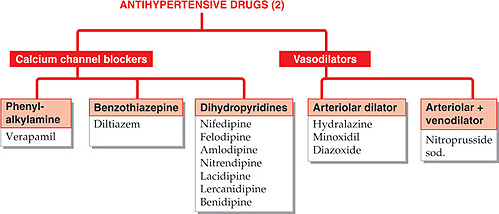 ANTIHYPERTENSIVE DRUGS (2)
Calcium channel blockers
Vasodilators
Phenyl-
alkylamine
Verapamil
Benzothiazepine
Diltiazem
Dihydropyridines
Nifedipine
Felodipine
Amlodipine
Nitrendipine
Lacidipine
Lercanidipine
Benidipine
Arteriolar dilator
Hydralazine
Minoxidil
Diazoxide
Arteriolar +
venodilator
Nitroprusside
sod.